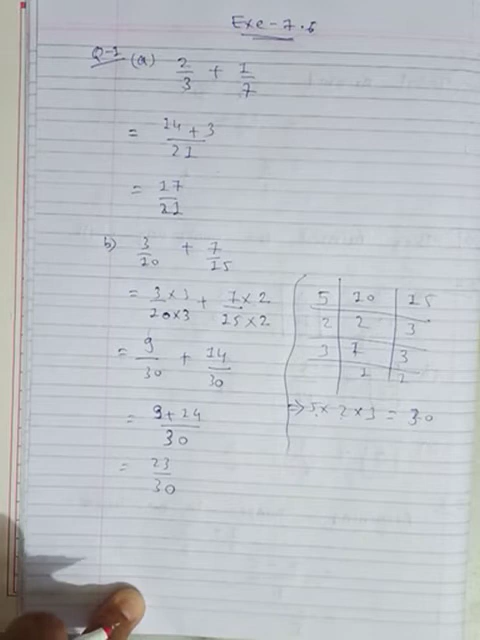 Exe-7.6
Q-1 (a) 2/3 + 1/7
= 14+3/21
= 17/21
b) 3/10 + 7/15
= 3×3/10×3 + 7×2/15×2
= 9/30 + 14/30
= 9+14/30
= 23/30
5 | 10 | 15
2 | 2 | 3
3 | 1 | 3
| 1 | 1
⇒ 5×2×3 = 30